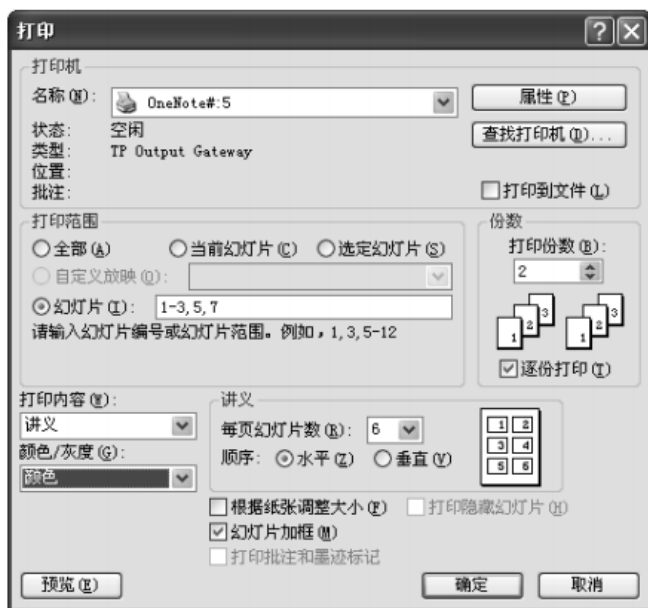 打印
打印机
名称(N): OneNote#:5 属性(P)
状态: 空闲 查找打印机(D)...
类型: TP Output Gateway
位置:
批注: 打印到文件(L)
打印范围 份数
全部(A) 当前幻灯片(C) 选定幻灯片(S) 打印份数(R):
自定义放映(O): 2
幻灯片(I): 1-3,5,7
请输入幻灯片编号或幻灯片范围。例如，1,3,5-12
1 2 3 1 2 3
逐份打印(T)
打印内容(W): 讲义
讲义 每页幻灯片数(R): 6 1 2
颜色/灰度(G): 顺序: 水平(Z) 垂直(V) 3 4
颜色 5 6
根据纸张调整大小(F) 打印隐藏幻灯片(H)
幻灯片加框(M)
打印批注和墨迹标记
预览(E) 确定 取消